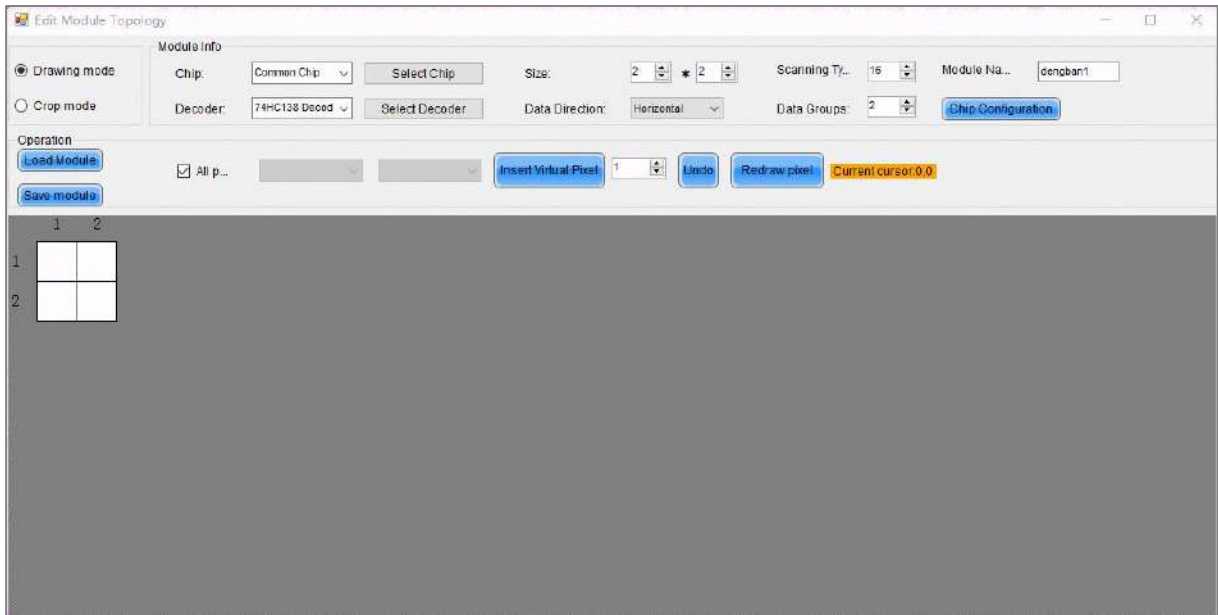 Edit Module Topology
Module Info
Drawing mode
Chip:
Common Chip
Select Chip
Size:
2 * 2
Scanning Ty...
16
Module Na...
dengban1
Crop mode
Decoder:
74HC138 Decod
Select Decoder
Data Direction:
Horizontal
Data Groups:
2
Chip Configuration
Operation
Load Module
All p...
Insert Virtual Pixel
1
Undo
Redraw pixel
Current cursor:0,0
Save module
1 2
1
2